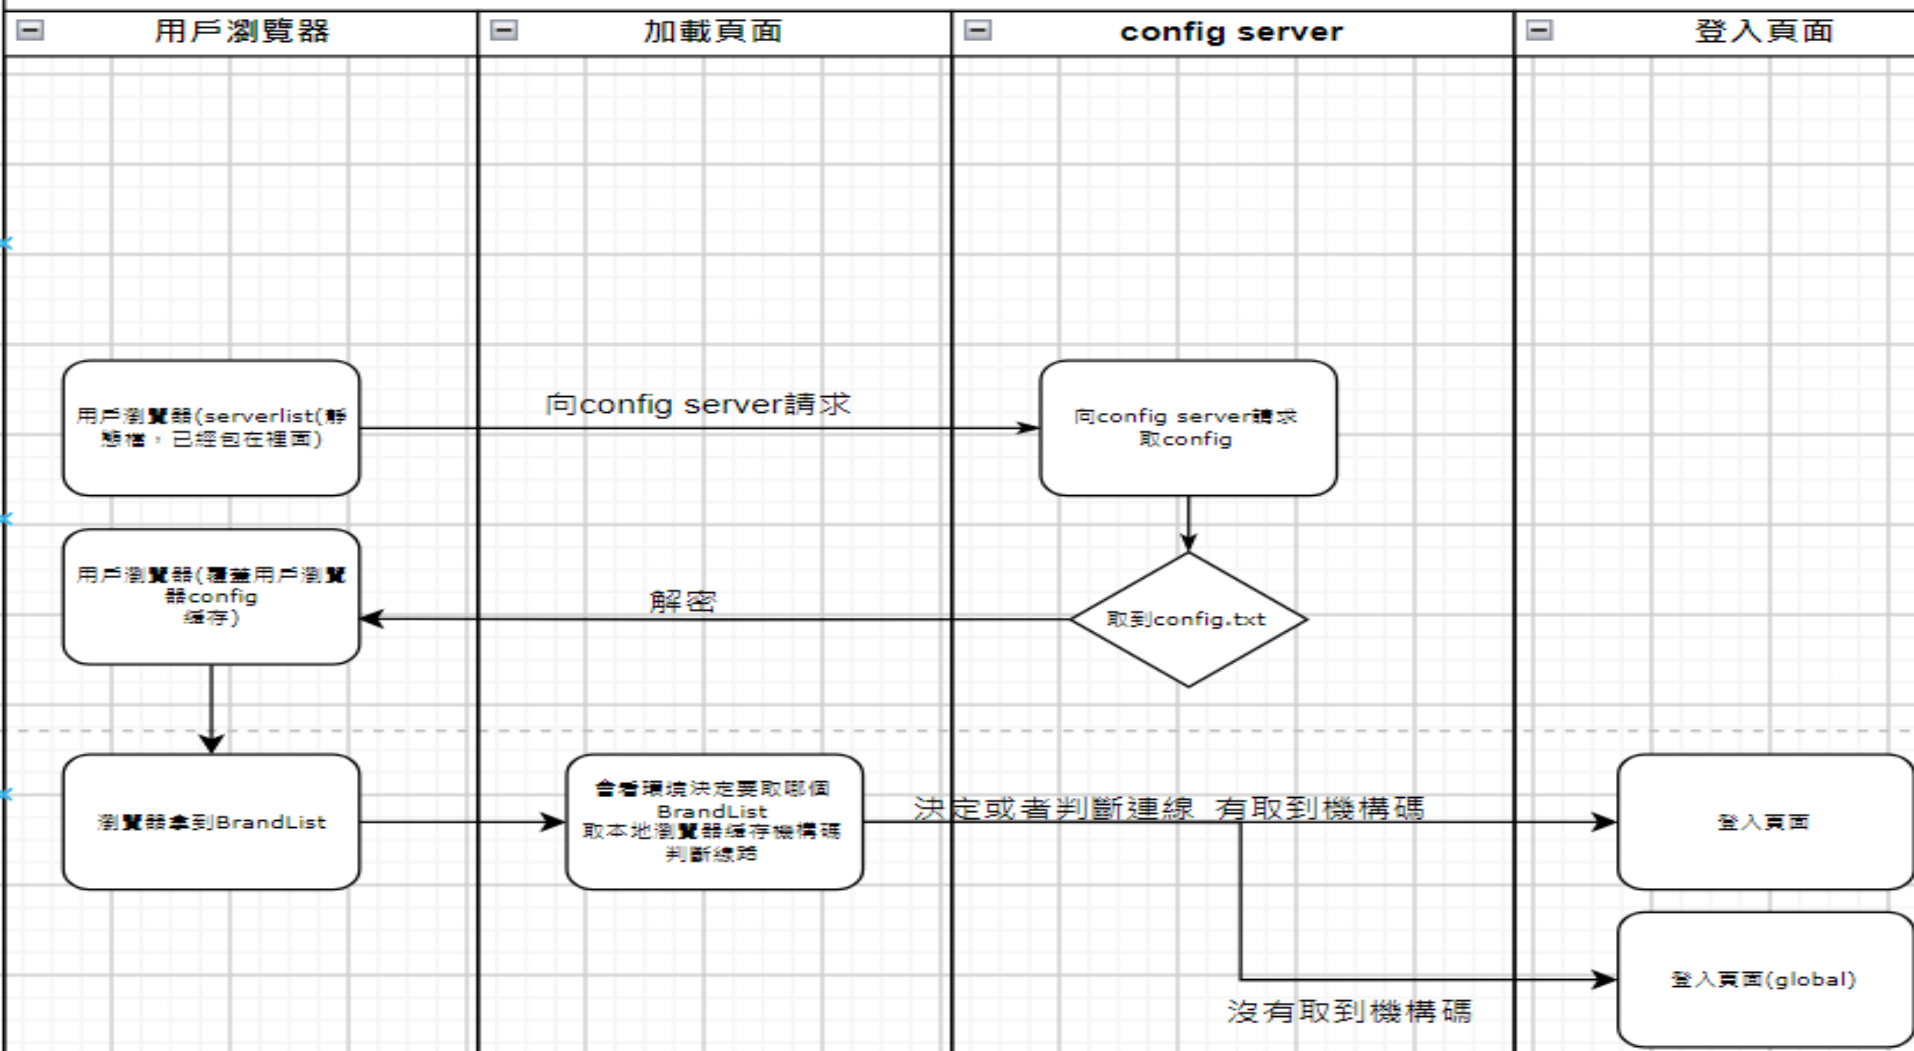 用戶瀏覽器
加載頁面
config server
登入頁面
用戶瀏覽器(serverlist(靜
態檔，已經包在裡面)
向config server請求
向config server請求
取config
用戶瀏覽器(覆蓋用戶瀏覽
器config
緩存)
解密
取到config.txt
瀏覽器拿到BrandList
會看環境決定要取哪個
BrandList
取本地瀏覽器緩存機構碼
判斷線路
決定或者判斷連線 有取到機構碼
登入頁面
沒有取到機構碼
登入頁面(global)